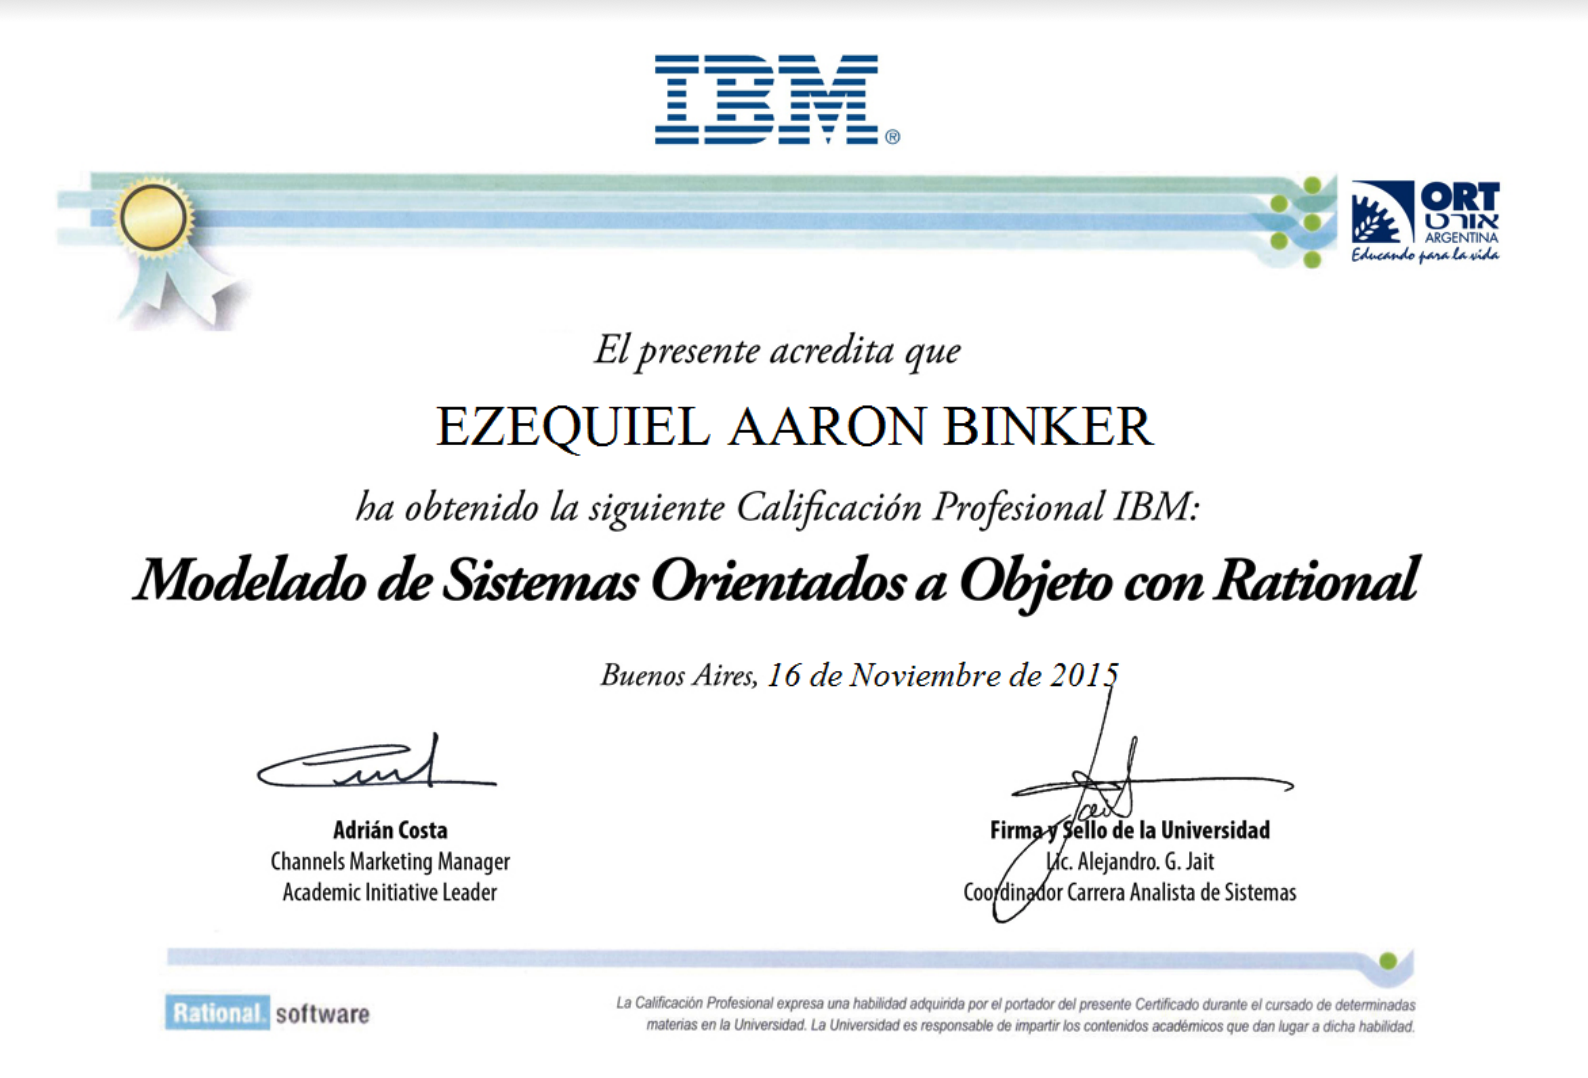 IBM®
ORT
אורט
ARGENTINA
Educando para la vida
El presente acredita que
EZEQUIEL AARON BINKER
ha obtenido la siguiente Calificación Profesional IBM:
Modelado de Sistemas Orientados a Objeto con Rational
Buenos Aires, 16 de Noviembre de 2015
Adrián Costa
Channels Marketing Manager
Academic Initiative Leader
Firma y Sello de la Universidad
Lic. Alejandro. G. Jait
Coordinador Carrera Analista de Sistemas
Rational. software
La Calificación Profesional expresa una habilidad adquirida por el portador del presente Certificado durante el cursado de determinadas
materias en la Universidad. La Universidad es responsable de impartir los contenidos académicos que dan lugar a dicha habilidad.